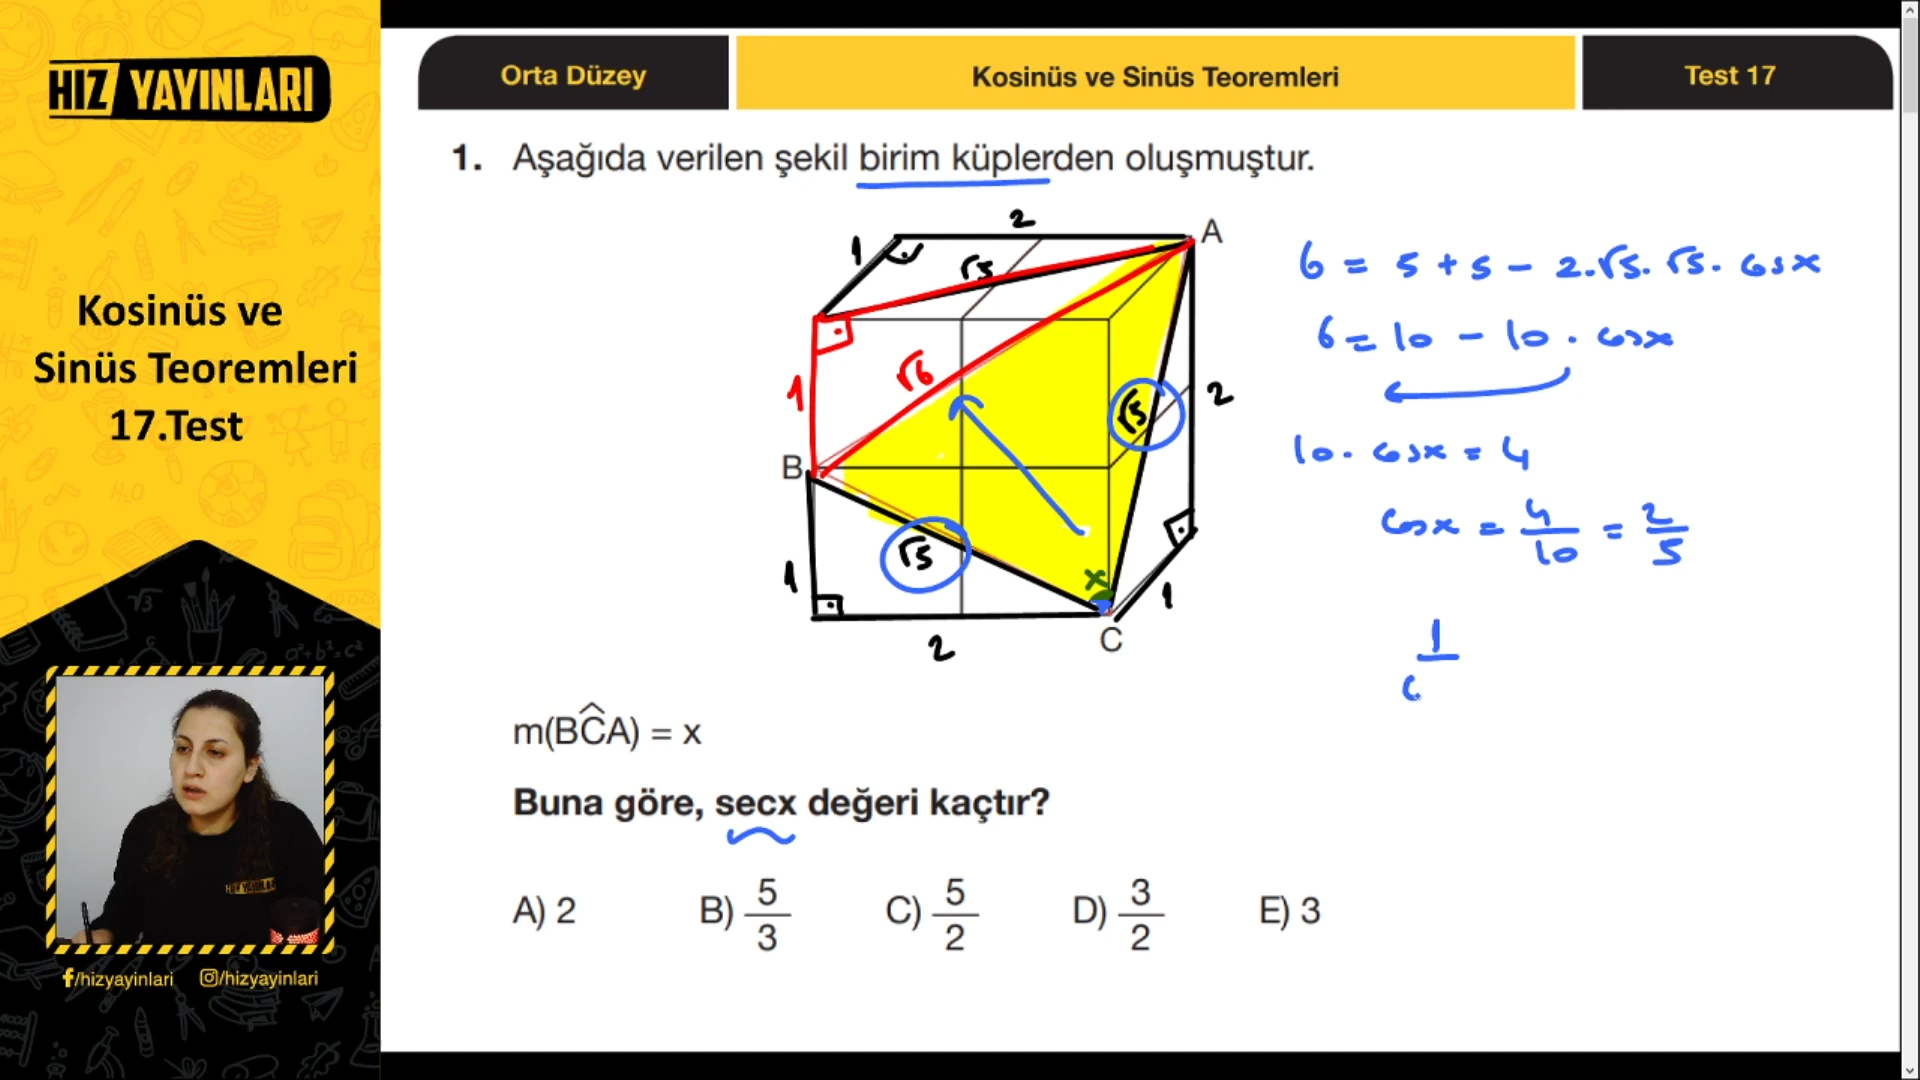 HIZ YAYINLARI
Kosinüs ve
Sinüs Teoremleri
17.Test
/hizyayinlari /hizyayinlari
Orta Düzey
Kosinüs ve Sinüs Teoremleri
Test 17
1. Aşağıda verilen şekil birim küplerden oluşmuştur.
2
A
1
√5
1
√6
√5
2
B
√5
x
1
1
2
C
6 = 5 + 5 - 2.√5.√5. cosx
6 = 10 - 10 . cosx
10. cosx = 4
cosx = 4/10 = 2/5
1
m(BĈA) = x
Buna göre, secx değeri kaçtır?
A) 2 B) 5/3 C) 5/2 D) 3/2 E) 3